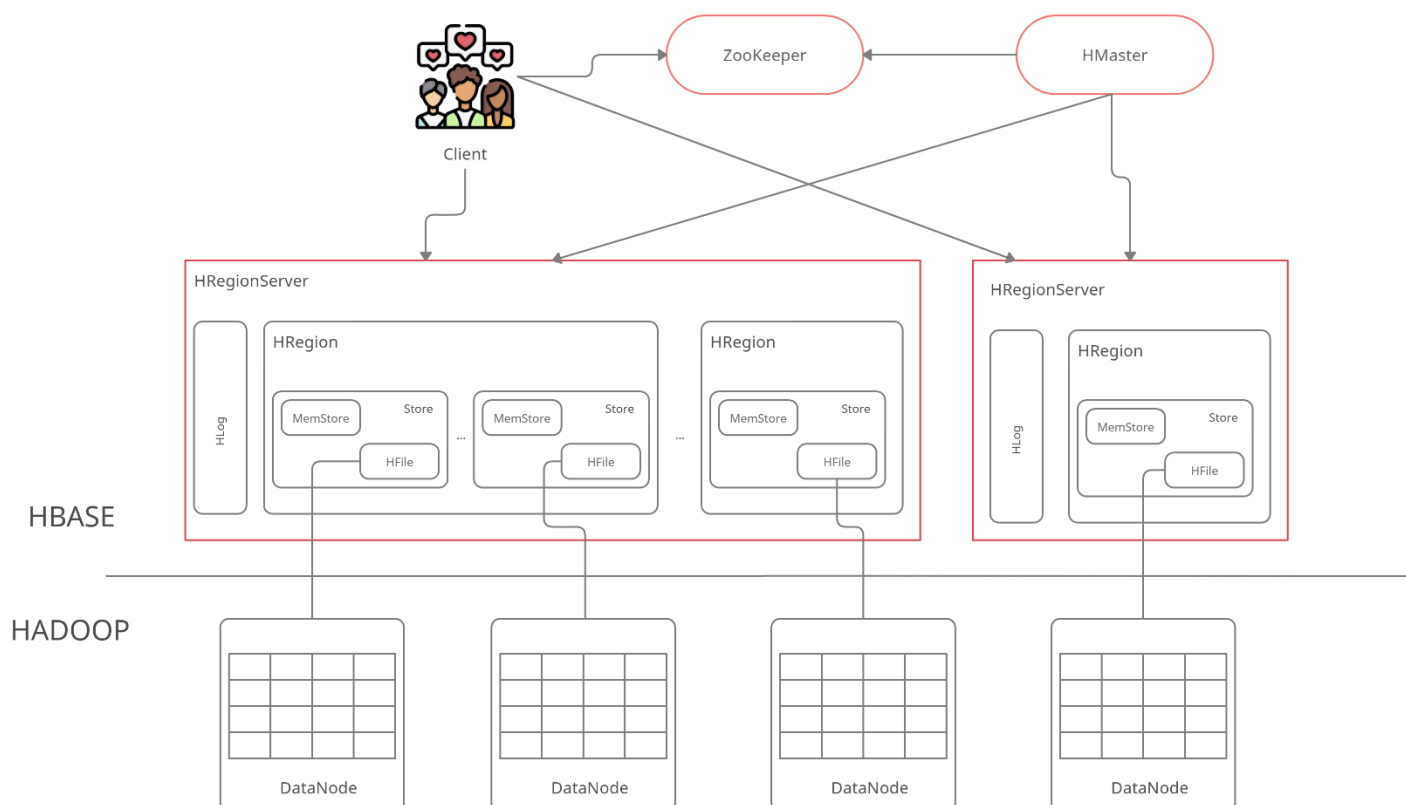 ZooKeeper
HMaster
Client
HRegionServer
HRegionServer
HLog
HRegion
MemStore
Store
HFile
...
MemStore
Store
HFile
...
HRegion
MemStore
Store
HFile
HLog
HRegion
MemStore
Store
HFile
HBASE
HADOOP
DataNode
DataNode
DataNode
DataNode